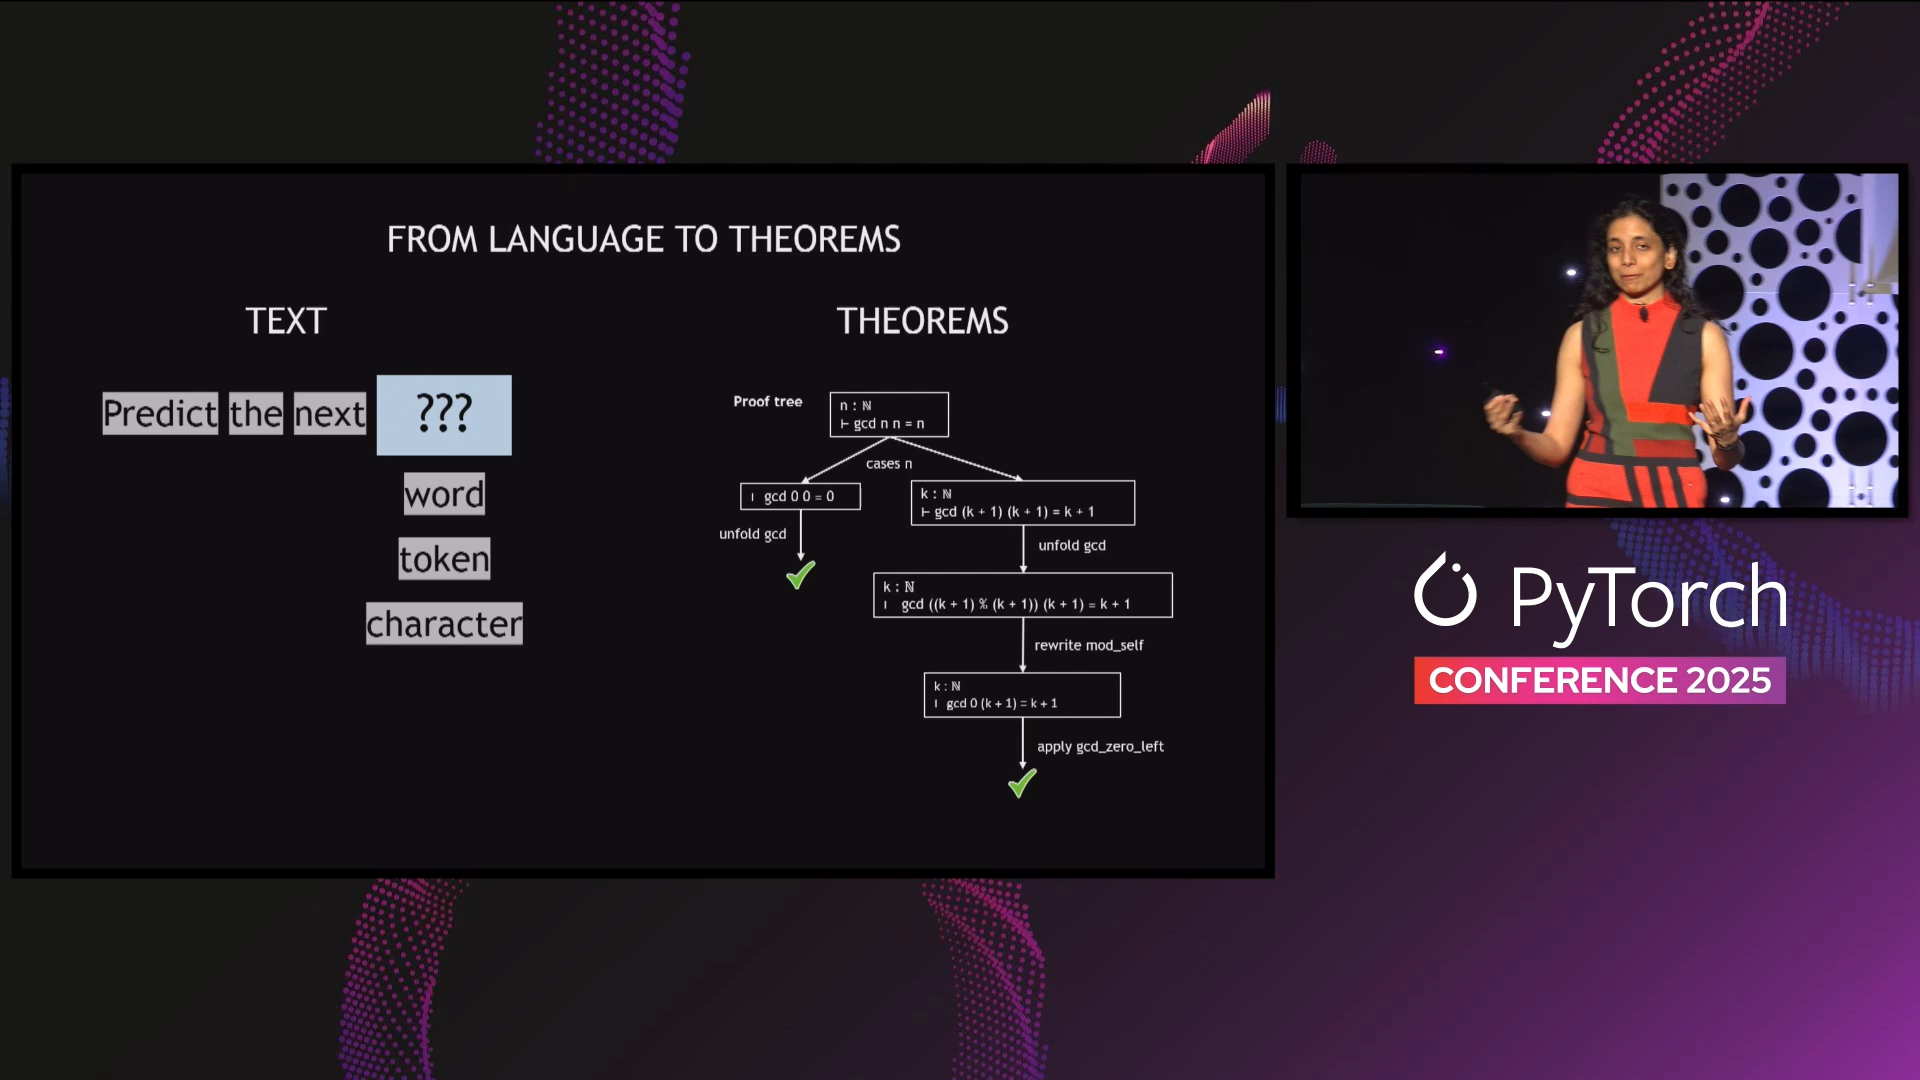 FROM LANGUAGE TO THEOREMS
TEXT
Predict the next ???
word
token
character
THEOREMS
Proof tree
n : ℕ
⊢ gcd n n = n
cases n
gcd 0 0 = 0
unfold gcd
k : ℕ
⊢ gcd (k + 1) (k + 1) = k + 1
unfold gcd
k : ℕ
gcd ((k + 1) % (k + 1)) (k + 1) = k + 1
rewrite mod_self
k : ℕ
gcd 0 (k + 1) = k + 1
apply gcd_zero_left
PyTorch
CONFERENCE 2025